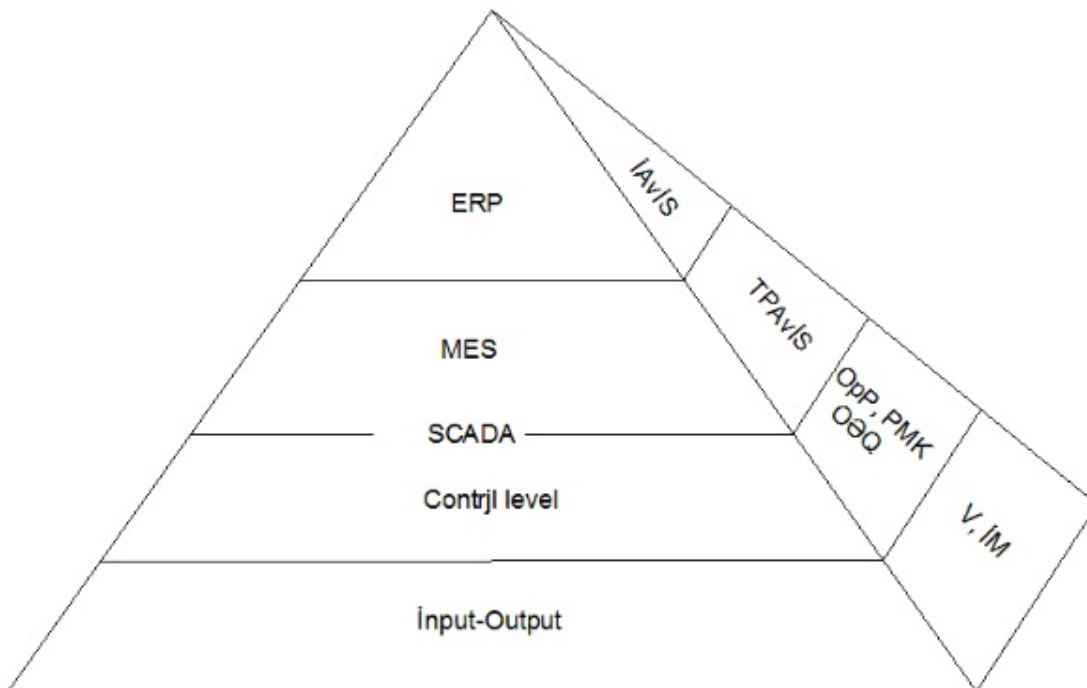 ERP
İAvİS
MES
TPAvİS
SCADA
OpP, PMK
OƏQ
Contrjl level
V, İM
İnput-Output